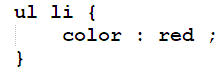 ul li {
    color : red ;
}